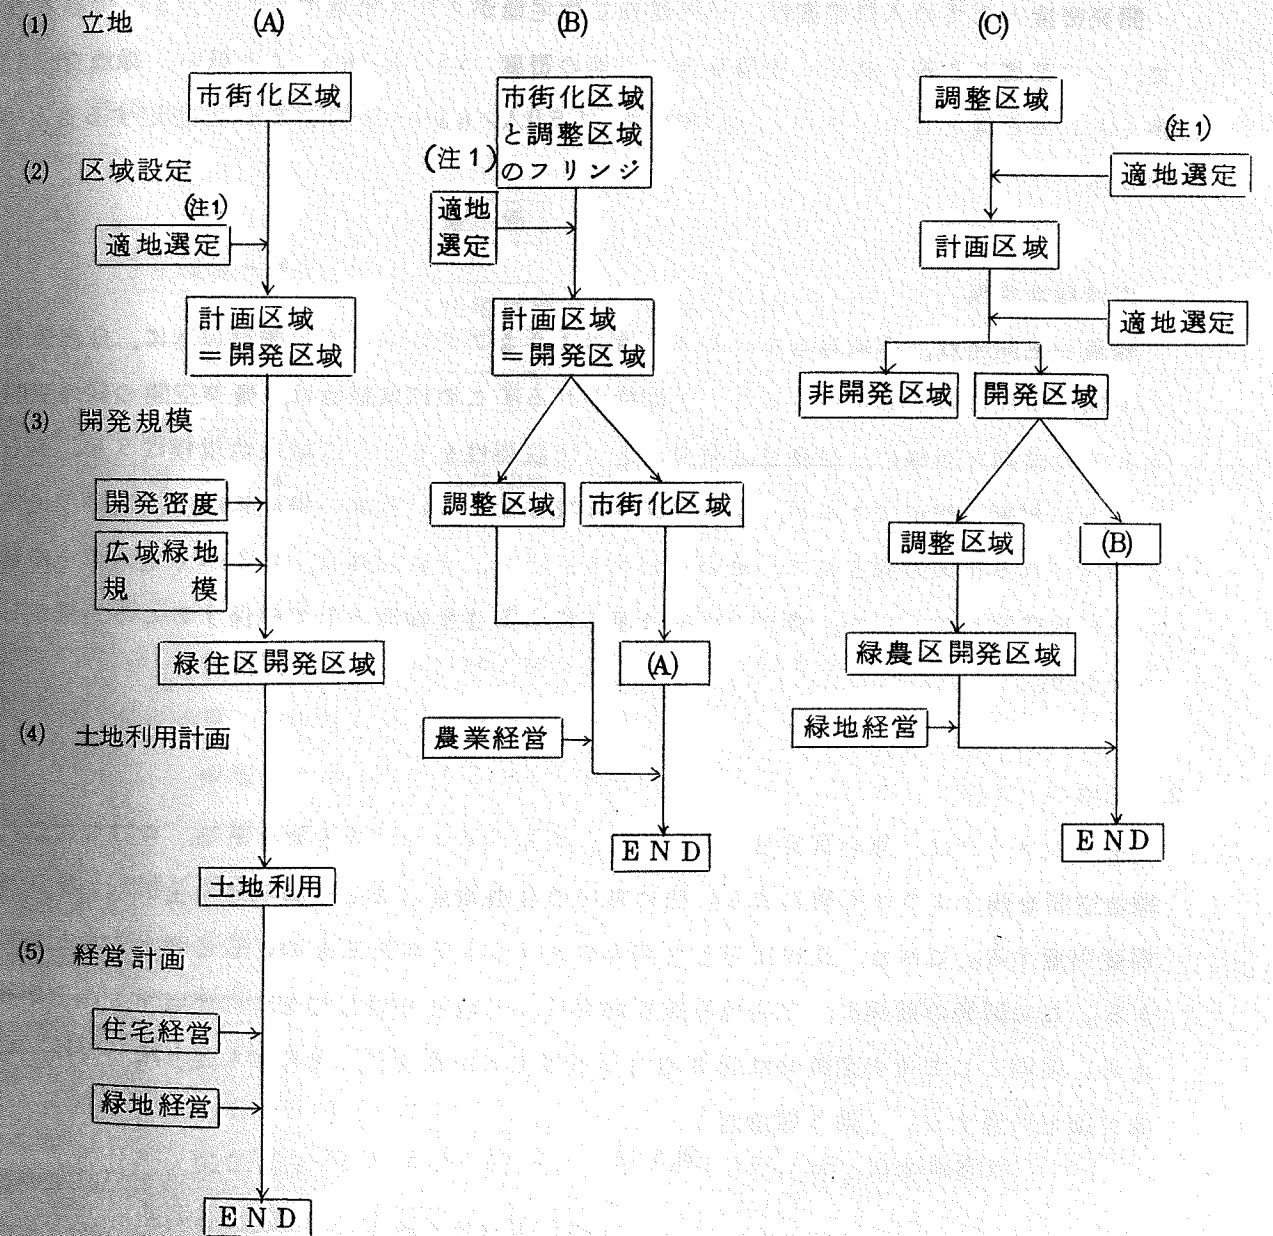 (1) 立地 (A) (B) (C)
市街化区域
市街化区域
と調整区域
のフリンジ
調整区域
(2) 区域設定
(注1)
適地選定
(注1)
適地
選定
(注1)
適地選定
計画区域
=開発区域
計画区域
=開発区域
計画区域
適地選定
非開発区域
開発区域
(3) 開発規模
開発密度
広域緑地
規模
調整区域
市街化区域
調整区域
(B)
緑住区開発区域
(A)
緑農区開発区域
(4) 土地利用計画
農業経営
緑地経営
END
END
土地利用
(5) 経営計画
住宅経営
緑地経営
END